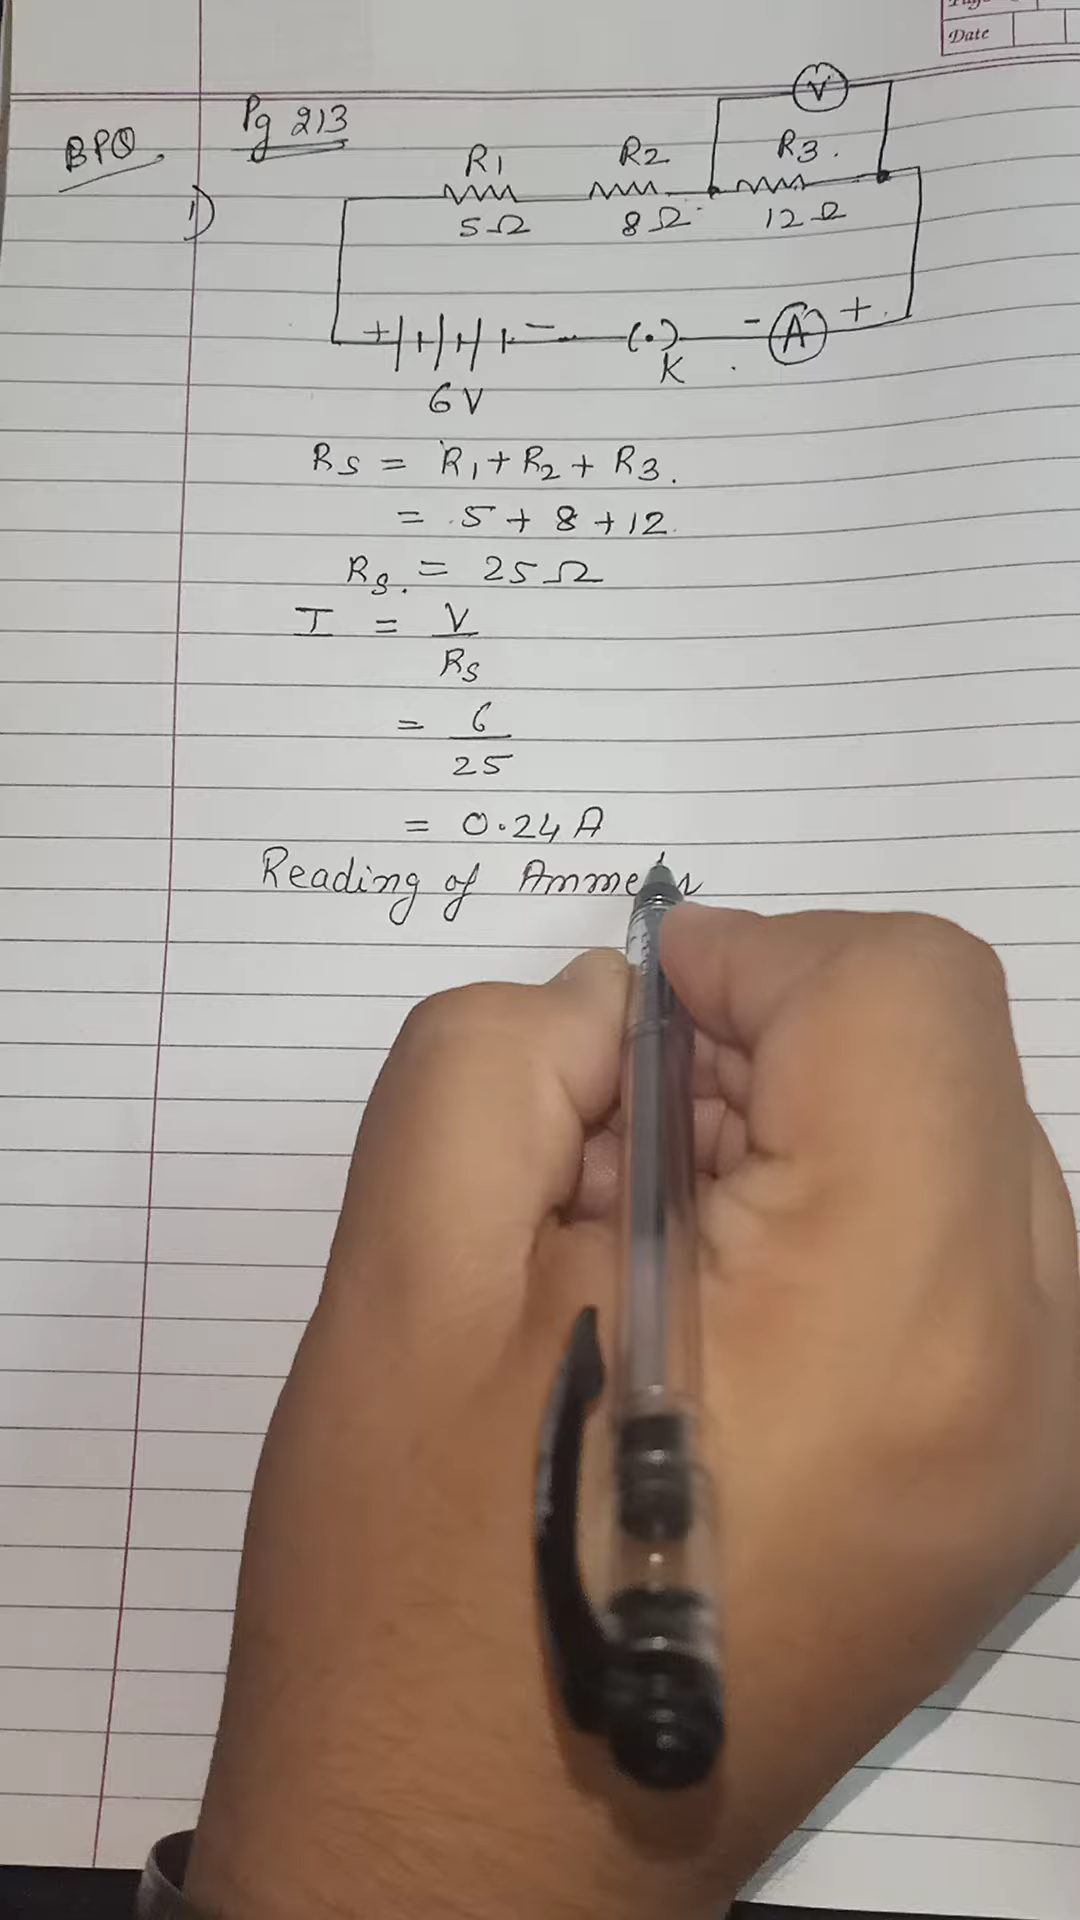 Page
Date
BPQ.
Pg 213
1)
V
R1 R2 R3.
5Ω 8Ω 12Ω
+ - (.) - A +
K
6V
Rs = R1 + R2 + R3.
= 5 + 8 + 12
Rs. = 25Ω
I = V
Rs
= 6
25
= 0.24 A
Reading of